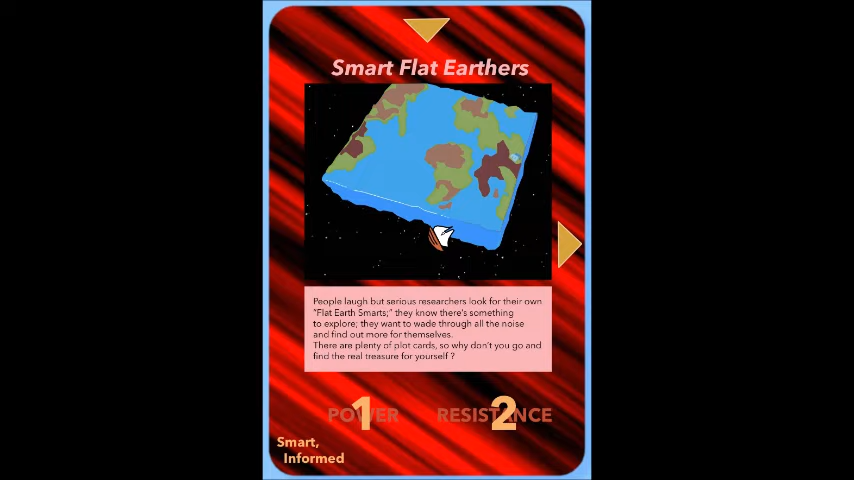 Smart Flat Earthers
People laugh but serious researchers look for their own
"Flat Earth Smarts;" they know there's something
to explore; they want to wade through all the noise
and find out more for themselves.
There are plenty of plot cards, so why don't you go and
find the real treasure for yourself ?
POWER 1 RESISTANCE 2
Smart,
Informed